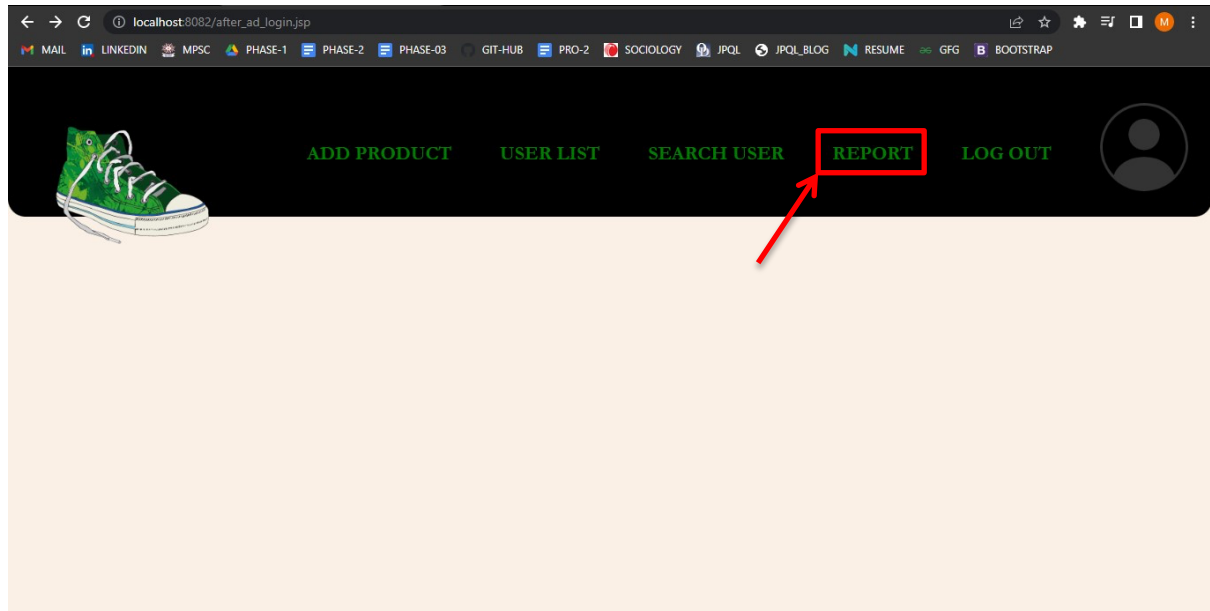 localhost:8082/after_ad_login.jsp M
MAIL in LINKEDIN MPSC PHASE-1 PHASE-2 PHASE-03 GIT-HUB PRO-2 SOCIOLOGY JPQL JPQL_BLOG RESUME GFG B BOOTSTRAP
ADD PRODUCT USER LIST SEARCH USER REPORT LOG OUT